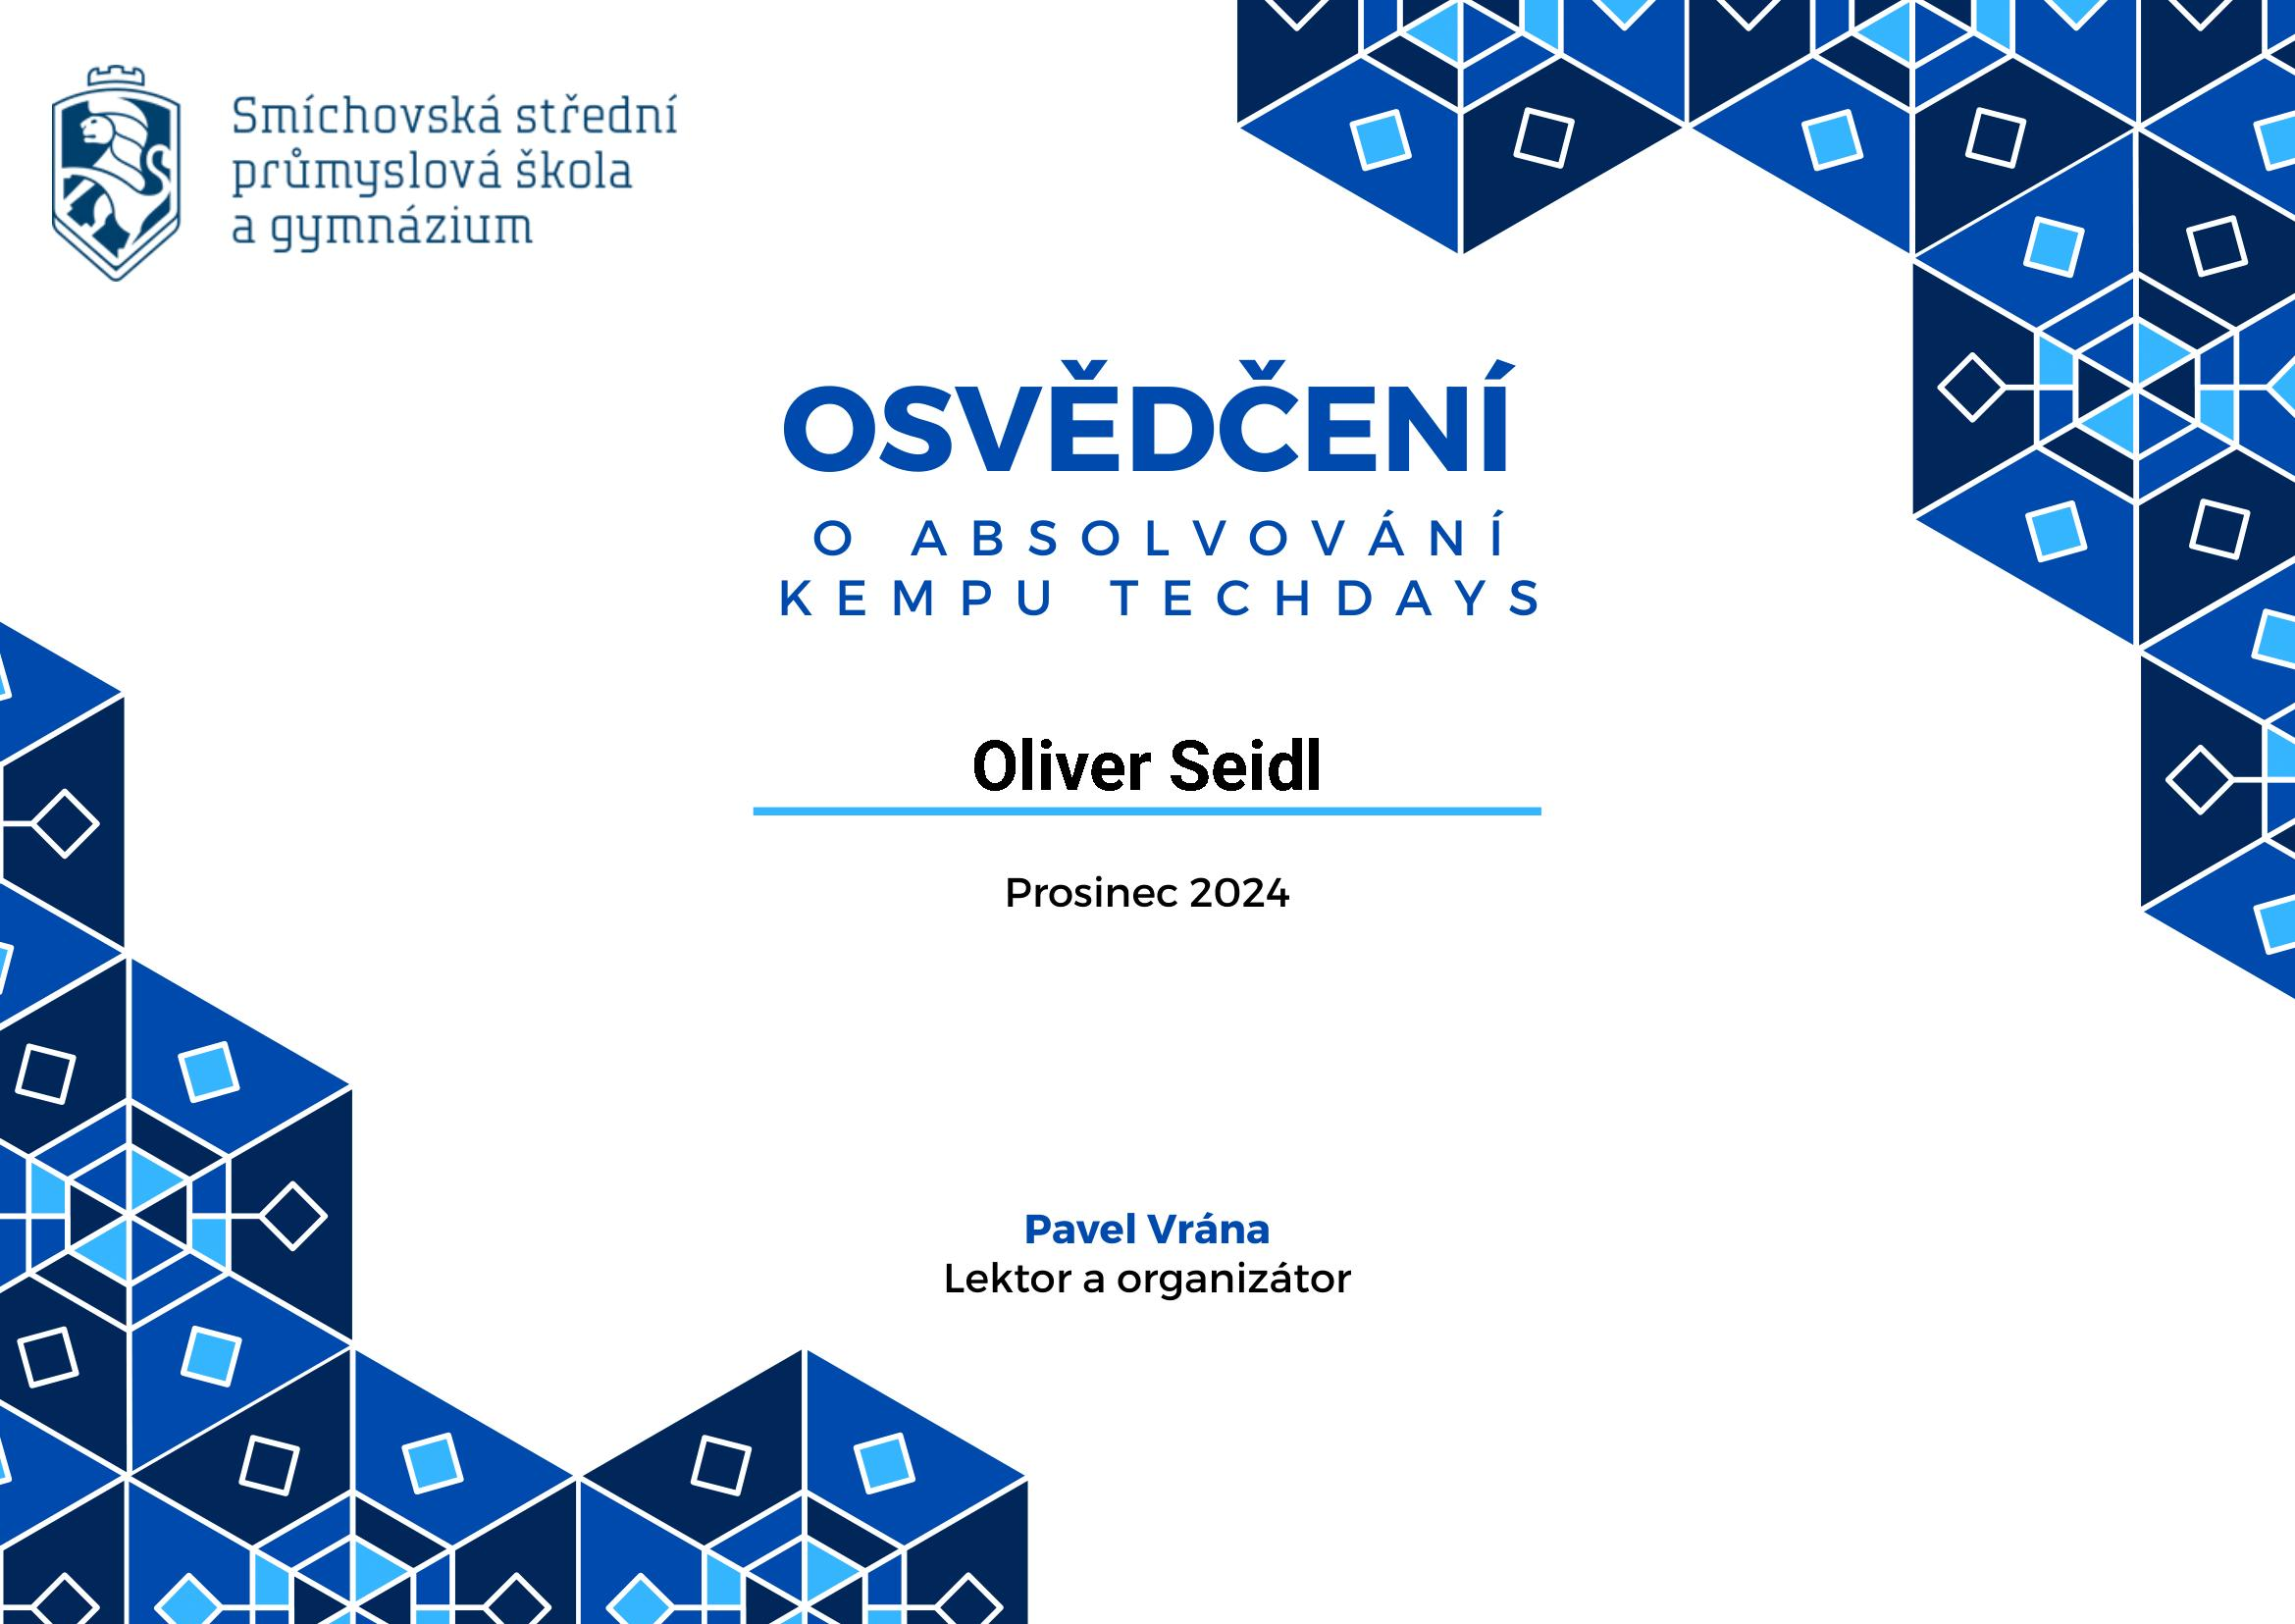 Smíchovská střední
průmyslová škola
a gymnázium
OSVĚDČENÍ
O ABSOLVOVÁNÍ
KEMPU TECHDAYS
Oliver Seidl
Prosinec 2024
Pavel Vrána
Lektor a organizátor